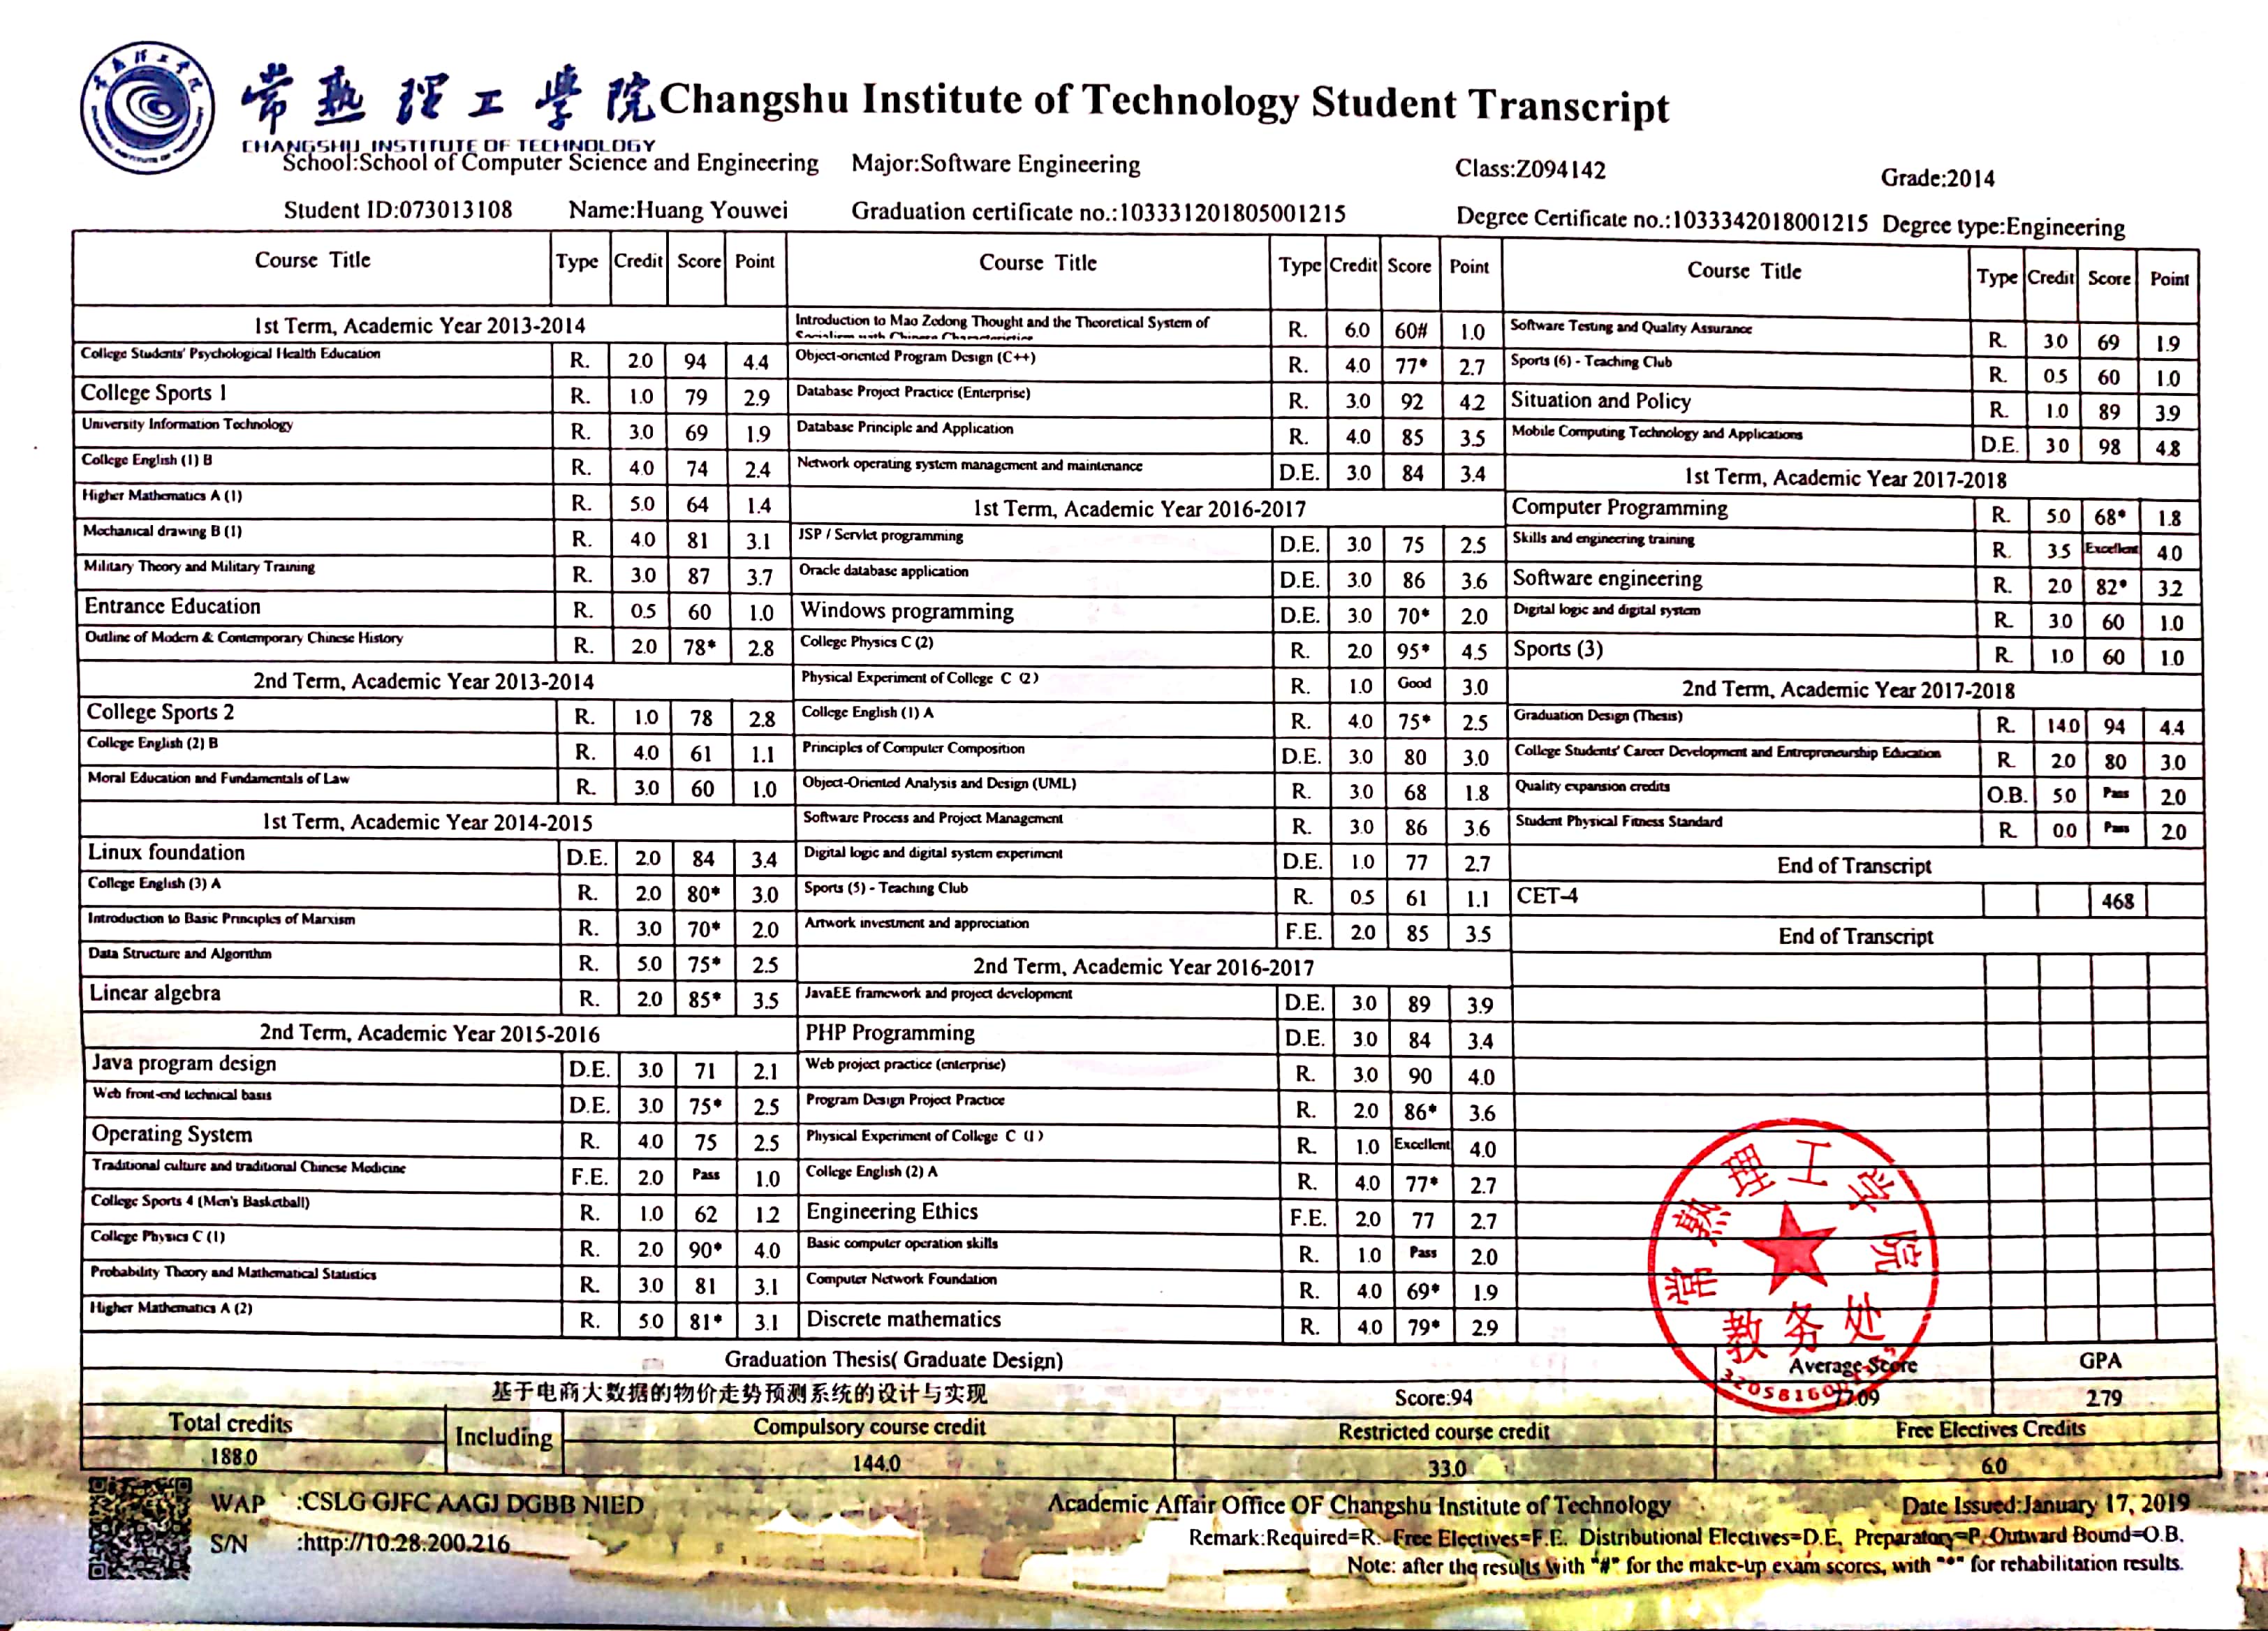 常熟理工學院 Changshu Institute of Technology Student Transcript
CHANGSHU INSTITUTE OF TECHNOLOGY
School:School of Computer Science and Engineering Major:Software Engineering Class:Z094142 Grade:2014
Student ID:073013108 Name:Huang Youwei Graduation certificate no.:103331201805001215 Degree Certificate no.:1033342018001215 Degree type:Engineering
Course Title Type Credit Score Point
1st Term, Academic Year 2013-2014
College Students' Psychological Health Education R. 2.0 94 4.4
College Sports 1 R. 1.0 79 2.9
University Information Technology R. 3.0 69 1.9
College English (1) B R. 4.0 74 2.4
Higher Mathematics A (1) R. 5.0 64 1.4
Mechanical drawing B (1) R. 4.0 81 3.1
Military Theory and Military Training R. 3.0 87 3.7
Entrance Education R. 0.5 60 1.0
Outline of Modern & Contemporary Chinese History R. 2.0 78* 2.8
2nd Term, Academic Year 2013-2014
College Sports 2 R. 1.0 78 2.8
College English (2) B R. 4.0 61 1.1
Moral Education and Fundamentals of Law R. 3.0 60 1.0
1st Term, Academic Year 2014-2015
Linux foundation D.E. 2.0 84 3.4
College English (3) A R. 2.0 80* 3.0
Introduction to Basic Principles of Marxism R. 3.0 70* 2.0
Data Structure and Algorithm R. 5.0 75* 2.5
Linear algebra R. 2.0 85* 3.5
2nd Term, Academic Year 2015-2016
Java program design D.E. 3.0 71 2.1
Web front-end technical basis D.E. 3.0 75* 2.5
Operating System R. 4.0 75 2.5
Traditional culture and traditional Chinese Medicine F.E. 2.0 Pass 1.0
College Sports 4 (Men's Basketball) R. 1.0 62 1.2
College Physics C (1) R. 2.0 90* 4.0
Probability Theory and Mathematical Statistics R. 3.0 81 3.1
Higher Mathematics A (2) R. 5.0 81* 3.1
Course Title Type Credit Score Point
Introduction to Mao Zedong Thought and the Theoretical System of
Socialism with Chinese Characteristics R. 6.0 60# 1.0
Object-oriented Program Design (C++) R. 4.0 77* 2.7
Database Project Practice (Enterprise) R. 3.0 92 4.2
Database Principle and Application R. 4.0 85 3.5
Network operating system management and maintenance D.E. 3.0 84 3.4
1st Term, Academic Year 2016-2017
JSP / Servlet programming D.E. 3.0 75 2.5
Oracle database application D.E. 3.0 86 3.6
Windows programming D.E. 3.0 70* 2.0
College Physics C (2) R. 2.0 95* 4.5
Physical Experiment of College C (2) R. 1.0 Good 3.0
College English (1) A R. 4.0 75* 2.5
Principles of Computer Composition D.E. 3.0 80 3.0
Object-Oriented Analysis and Design (UML) R. 3.0 68 1.8
Software Process and Project Management R. 3.0 86 3.6
Digital logic and digital system experiment D.E. 1.0 77 2.7
Sports (5) - Teaching Club R. 0.5 61 1.1
Artwork investment and appreciation F.E. 2.0 85 3.5
2nd Term, Academic Year 2016-2017
JavaEE framework and project development D.E. 3.0 89 3.9
PHP Programming D.E. 3.0 84 3.4
Web project practice (enterprise) R. 3.0 90 4.0
Program Design Project Practice R. 2.0 86* 3.6
Physical Experiment of College C (1) R. 1.0 Excellent 4.0
College English (2) A R. 4.0 77* 2.7
Engineering Ethics F.E. 2.0 77 2.7
Basic computer operation skills R. 1.0 Pass 2.0
Computer Network Foundation R. 4.0 69* 1.9
Discrete mathematics R. 4.0 79* 2.9
Course Title Type Credit Score Point
Software Testing and Quality Assurance R. 3.0 69 1.9
Sports (6) - Teaching Club R. 0.5 60 1.0
Situation and Policy R. 1.0 89 3.9
Mobile Computing Technology and Applications D.E. 3.0 98 4.8
1st Term, Academic Year 2017-2018
Computer Programming R. 5.0 68* 1.8
Skills and engineering training R. 3.5 Excellent 4.0
Software engineering R. 2.0 82* 3.2
Digital logic and digital system R. 3.0 60 1.0
Sports (3) R. 1.0 60 1.0
2nd Term, Academic Year 2017-2018
Graduation Design (Thesis) R. 14.0 94 4.4
College Students' Career Development and Entrepreneurship Education R. 2.0 80 3.0
Quality expansion credits O.B. 5.0 Pass 2.0
Student Physical Fitness Standard R. 0.0 Pass 2.0
End of Transcript
CET-4 468
End of Transcript
常熟理工学院
教务处
Graduation Thesis( Graduate Design) Average Score GPA
基于电商大数据的物价走势预测系统的设计与实现 Score:94 77.09 2.79
Total credits Including Compulsory course credit Restricted course credit Free Electives Credits
188.0 144.0 33.0 6.0
WAP :CSLG GJFC AAGJ DGBB NIED Academic Affair Office OF Changshu Institute of Technology Date Issued:January 17, 2019
S/N :http://10.28.200.216 Remark:Required=R. Free Electives=F.E. Distributional Electives=D.E. Preparatory=P. Outward Bound=O.B.
Note: after the results with "#" for the make-up exam scores, with "*" for rehabilitation results.